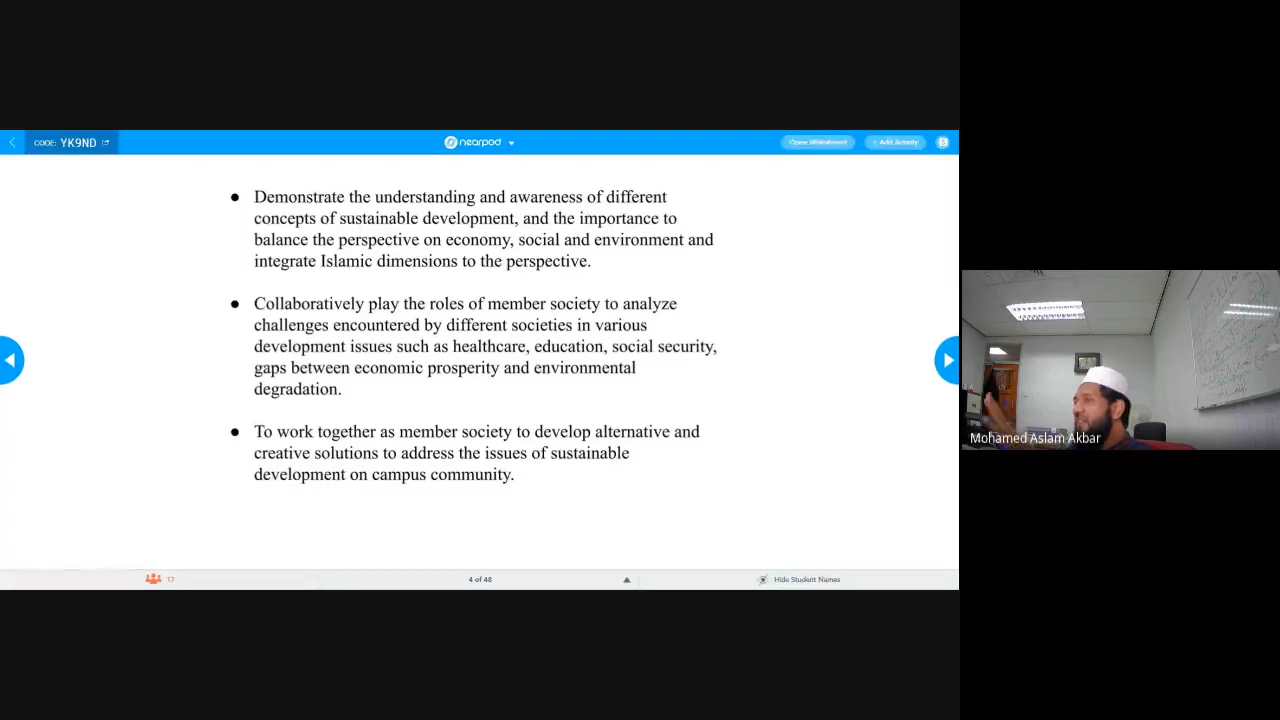 CODE: YK9ND
nearpod
Open Whiteboard
+ Add Activity
● Demonstrate the understanding and awareness of different
concepts of sustainable development, and the importance to
balance the perspective on economy, social and environment and
integrate Islamic dimensions to the perspective.
● Collaboratively play the roles of member society to analyze
challenges encountered by different societies in various
development issues such as healthcare, education, social security,
gaps between economic prosperity and environmental
degradation.
● To work together as member society to develop alternative and
creative solutions to address the issues of sustainable
development on campus community.
17
4 of 48
Hide Student Names
Mohamed Aslam Akbar